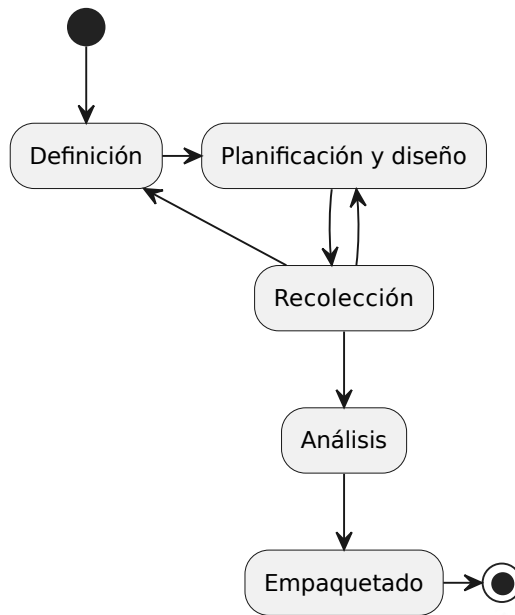 Definición
Planificación y diseño
Recolección
Análisis
Empaquetado